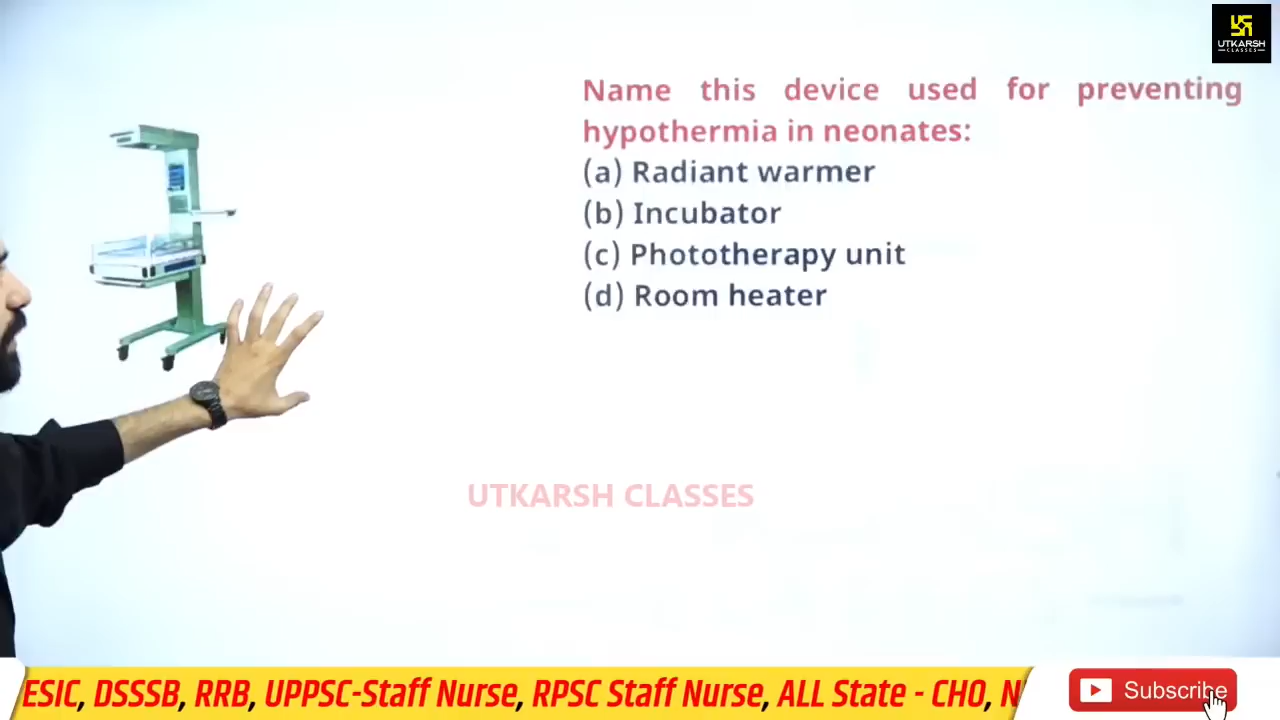 UTKARSH
CLASSES
Name this device used for preventing
hypothermia in neonates:
(a) Radiant warmer
(b) Incubator
(c) Phototherapy unit
(d) Room heater
UTKARSH CLASSES
ESIC, DSSSB, RRB, UPPSC-Staff Nurse, RPSC Staff Nurse, ALL State - CHO, N
Subscribe